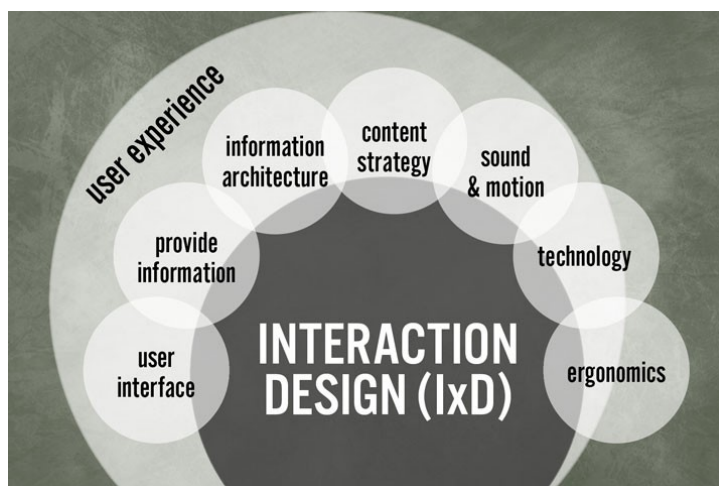 user experience
information
architecture
content
strategy
sound
& motion
provide
information
technology
user
interface
INTERACTION
DESIGN (IxD)
ergonomics